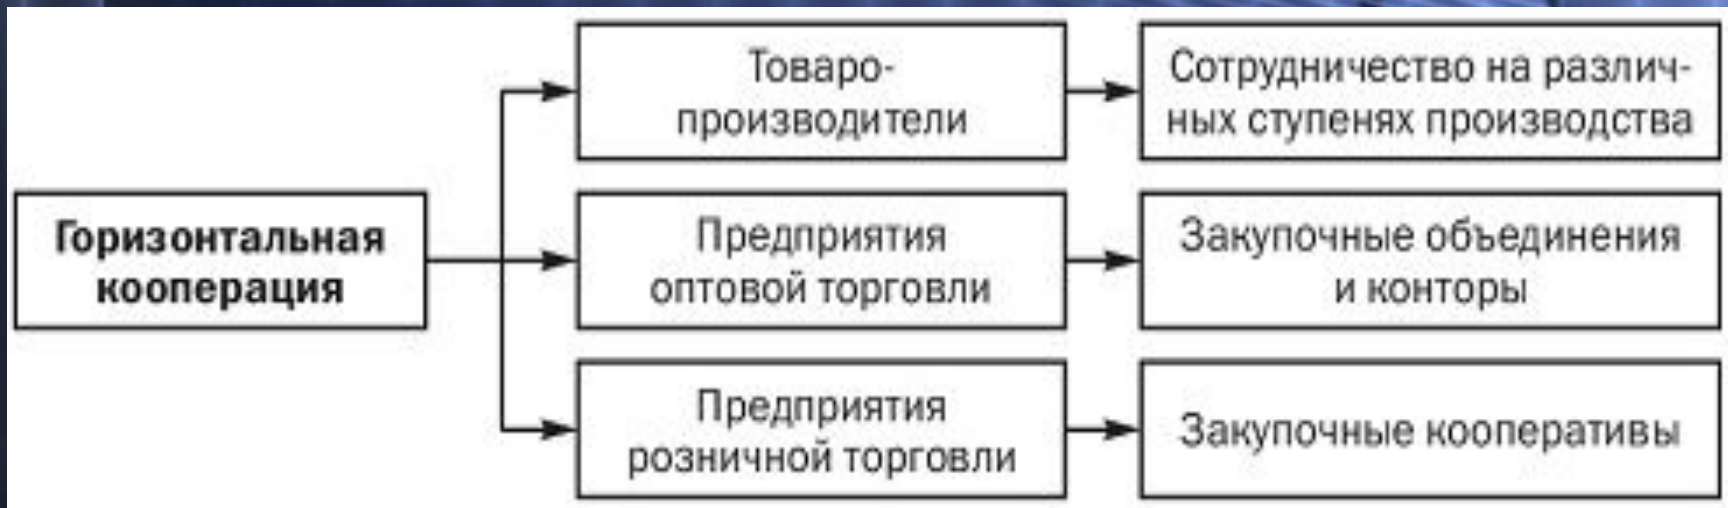 Товаро-
производители
Сотрудничество на различ-
ных ступенях производства
Горизонтальная
кооперация
Предприятия
оптовой торговли
Закупочные объединения
и конторы
Предприятия
розничной торговли
Закупочные кооперативы